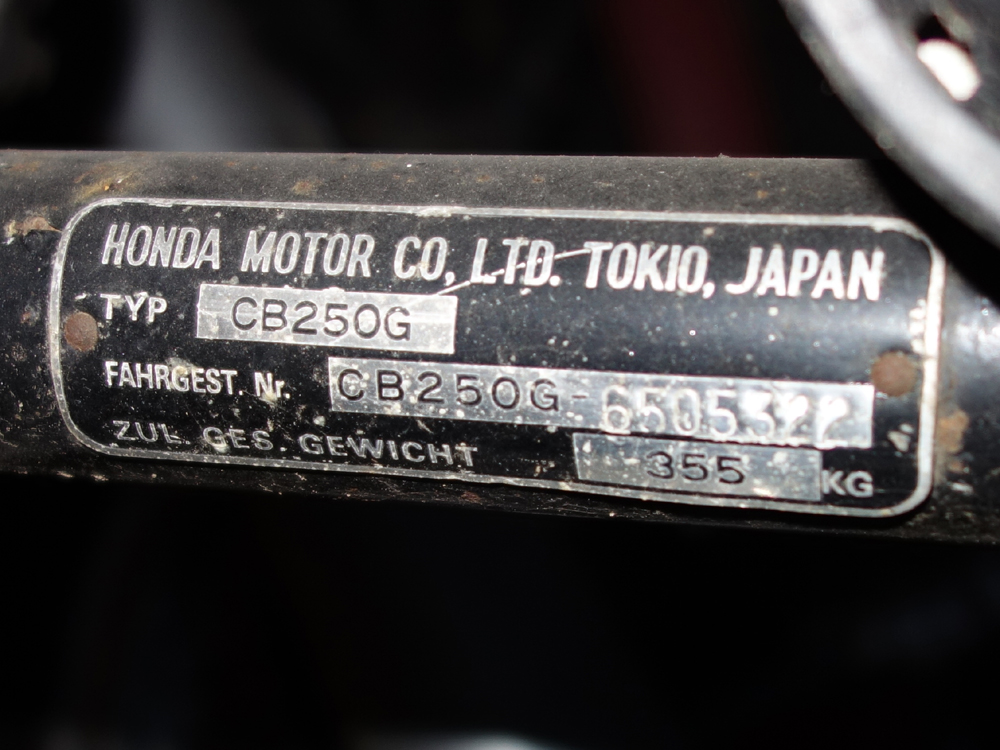 HONDA MOTOR CO, LTD. TOKIO, JAPAN
TYP CB250G
FAHRGEST. Nr. CB250G-6505322
ZUL. GES. GEWICHT 355 KG